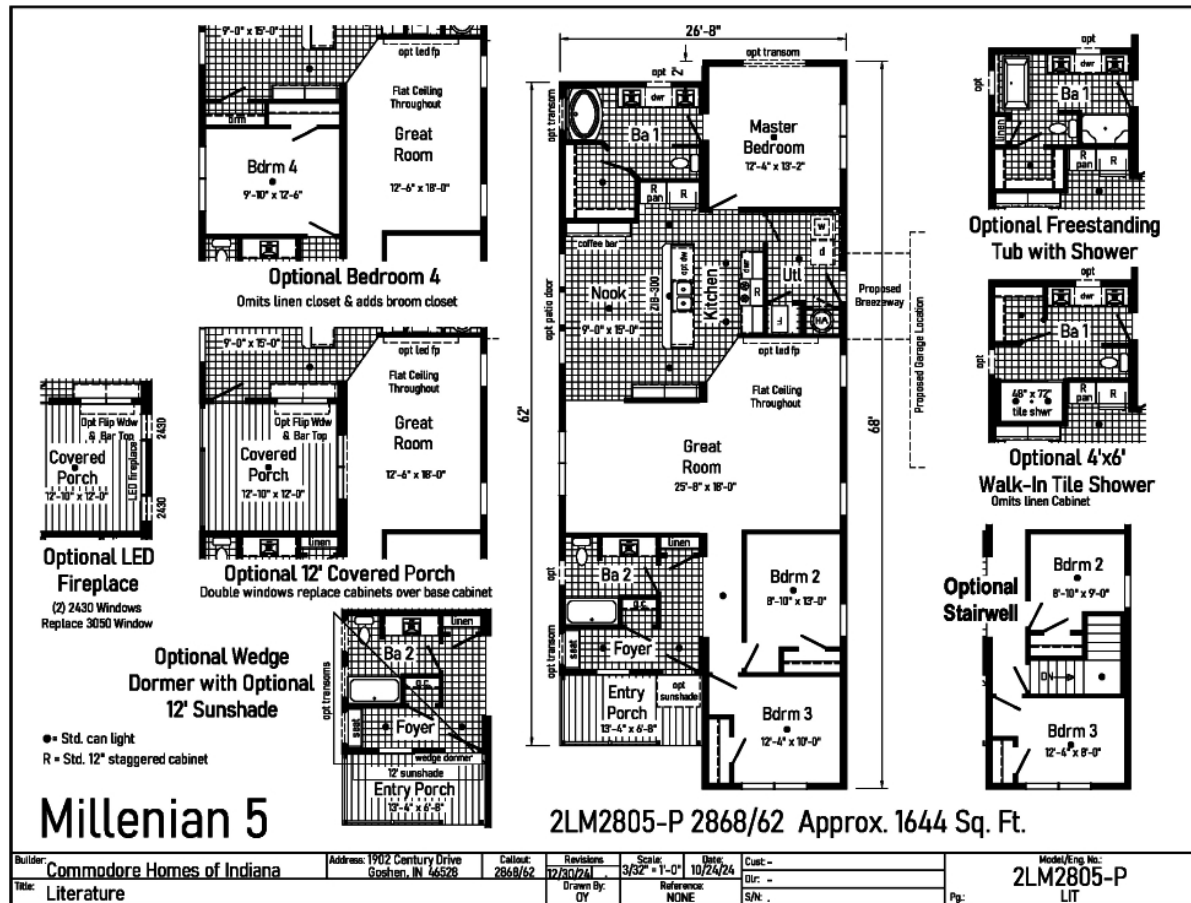 9'-0" x 15'-0"
opt led fp
Flat Ceiling
Throughout
Great
Room
12'-6" x 18'-0"
brm
Bdrm 4
9'-10" x 12'-6"
Optional Bedroom 4
Omits linen closet & adds broom closet
9'-0" x 15'-0"
opt led fp
Flat Ceiling
Throughout
Great
Room
12'-6" x 18'-0"
Opt Flip Wdw
& Bar Top
Covered
Porch
12'-10" x 12'-0"
linen
Optional 12' Covered Porch
Double windows replace cabinets over base cabinet
Opt Flip Wdw
& Bar Top
Covered
Porch
12'-10" x 12'-0"
2430
LED fireplace
2430
Optional LED
Fireplace
(2) 2430 Windows
Replace 3050 Window
Optional Wedge
Dormer with Optional
12' Sunshade
opt transoms
linen
Ba 2
o.c.
seat
Foyer
wedge dormer
12' sunshade
Entry Porch
13'-4" x 6'-8"
●= Std. can light
R = Std. 12" staggered cabinet
26'-8"
opt transom
opt
2'
opt transom
dwr
Ba 1
Master
Bedroom
12'-4" x 13'-2"
R
pan
R
coffee bar
opt patio door
Nook
9'-0" x 15'-0"
ZDB-300
opt dw
Kitchen
dwr
R
Utl
w
d
F
HW
Proposed
Breezeway
Proposed Garage Location
opt led fp
Flat Ceiling
Throughout
62'
68'
Great
Room
25'-8" x 18'-0"
opt
linen
Ba 2
o.c.
opt transom
seat
Foyer
Bdrm 2
8'-10" x 13'-0"
opt
sunshade
Entry
Porch
13'-4" x 6'-8"
Bdrm 3
12'-4" x 10'-0"
opt
opt
dwr
Ba 1
linen
R
pan
R
Optional Freestanding
Tub with Shower
opt
dwr
Ba 1
opt
48" x 72"
tile shwr
R
pan
R
Optional 4'x6'
Walk-In Tile Shower
Omits linen Cabinet
Optional
Stairwell
Bdrm 2
8'-10" x 9'-0"
DN
Bdrm 3
12'-4" x 8'-0"
Millenian 5
2LM2805-P 2868/62 Approx. 1644 Sq. Ft.
Builder: Commodore Homes of Indiana
Address: 1902 Century Drive
Goshen, IN 46528
Callout:
2868/62
Revisions
12/30/24
Scale:
3/32" = 1'-0"
Date:
10/24/24
Cust: -
Dlr: -
S/N: .
Model/Eng. No.:
2LM2805-P
Title: Literature
Drawn By:
OY
Reference:
NONE
Pg.: LIT